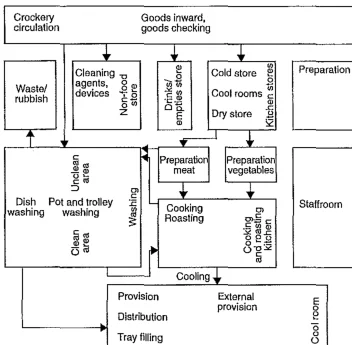 Crockery
circulation
Goods inward,
goods checking
Waste/
rubbish
Cleaning
agents,
devices
Non-food
store
Drinks/
empties store
Cold store
Cool rooms
Dry store
Kitchen stores
Preparation
Unclean
area
Dish
washing
Pot and trolley
washing
Clean
area
Washing
Preparation
meat
Preparation
vegetables
Cooking
Roasting
Cooking
and roasting
kitchen
Staffroom
Cooling
Provision
Distribution
Tray filling
External
provision
Cool room